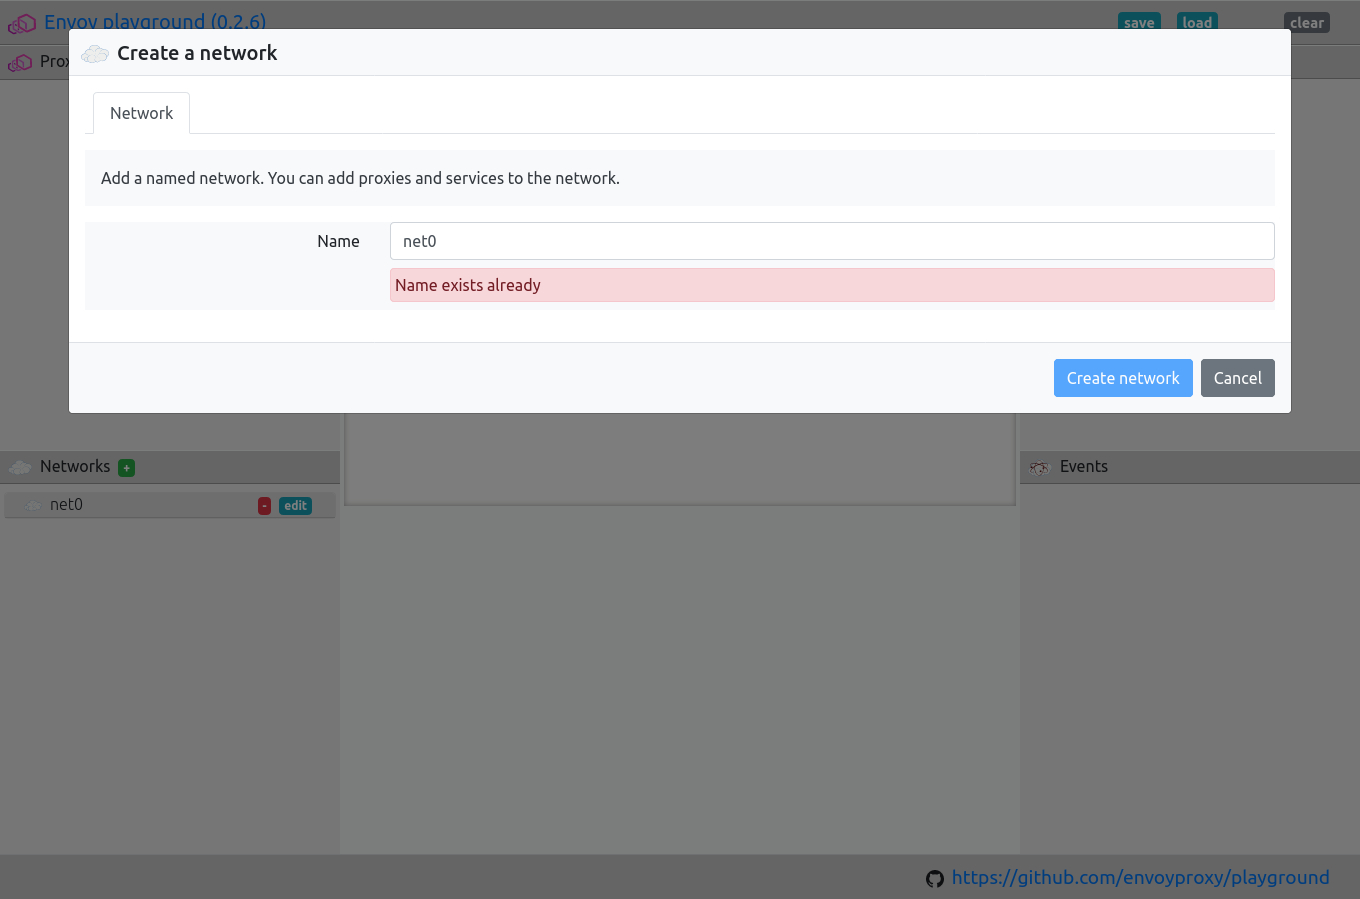 Envoy playground (0.2.6)
save
load
clear
Create a network
Network
Add a named network. You can add proxies and services to the network.
Name
net0
Name exists already
Create network
Cancel
Networks
+
net0
-
edit
Events
https://github.com/envoyproxy/playground